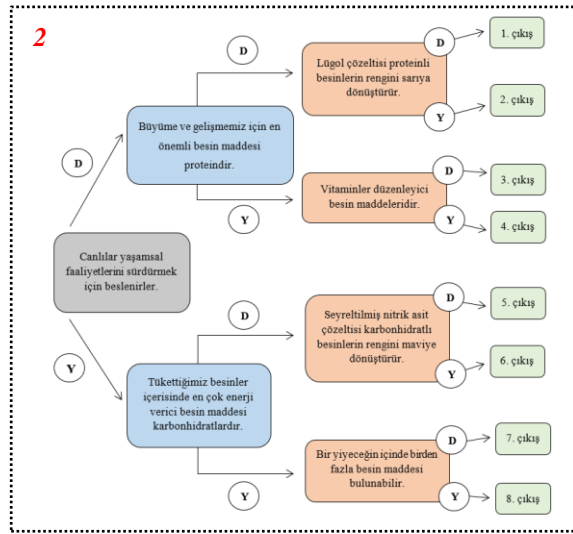 2
D
Lügol çözeltisi proteinli
besinlerin rengini sarıya
dönüştürür.
D
1. çıkış
Y
2. çıkış
D
Büyüme ve gelişmemiz için en
önemli besin maddesi
proteindir.
Y
Vitaminler düzenleyici
besin maddeleridir.
D
3. çıkış
Y
4. çıkış
Canlılar yaşamsal
faaliyetlerini sürdürmek
için beslenirler.
Y
D
Seyreltilmiş nitrik asit
çözeltisi karbonhidratlı
besinlerin rengini maviye
dönüştürür.
D
5. çıkış
Y
6. çıkış
Tükettiğimiz besinler
içerisinde en çok enerji
verici besin maddesi
karbonhidratlardır.
Y
Bir yiyeceğin içinde birden
fazla besin maddesi
bulunabilir.
D
7. çıkış
Y
8. çıkış